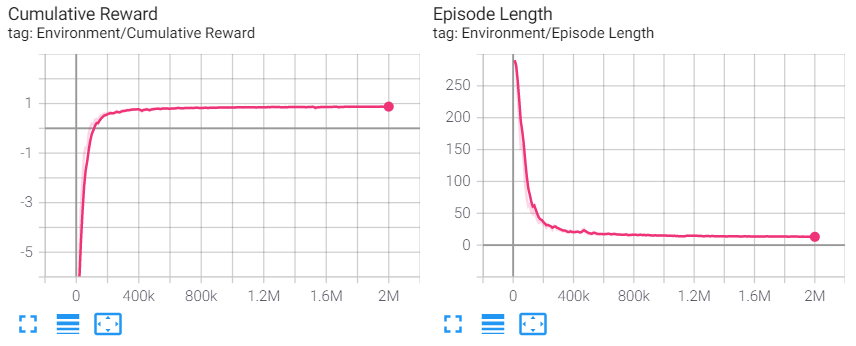 Cumulative Reward
tag: Environment/Cumulative Reward
1
-1
-3
-5
0 400k 800k 1.2M 1.6M 2M
Episode Length
tag: Environment/Episode Length
250
200
150
100
50
0
0 400k 800k 1.2M 1.6M 2M